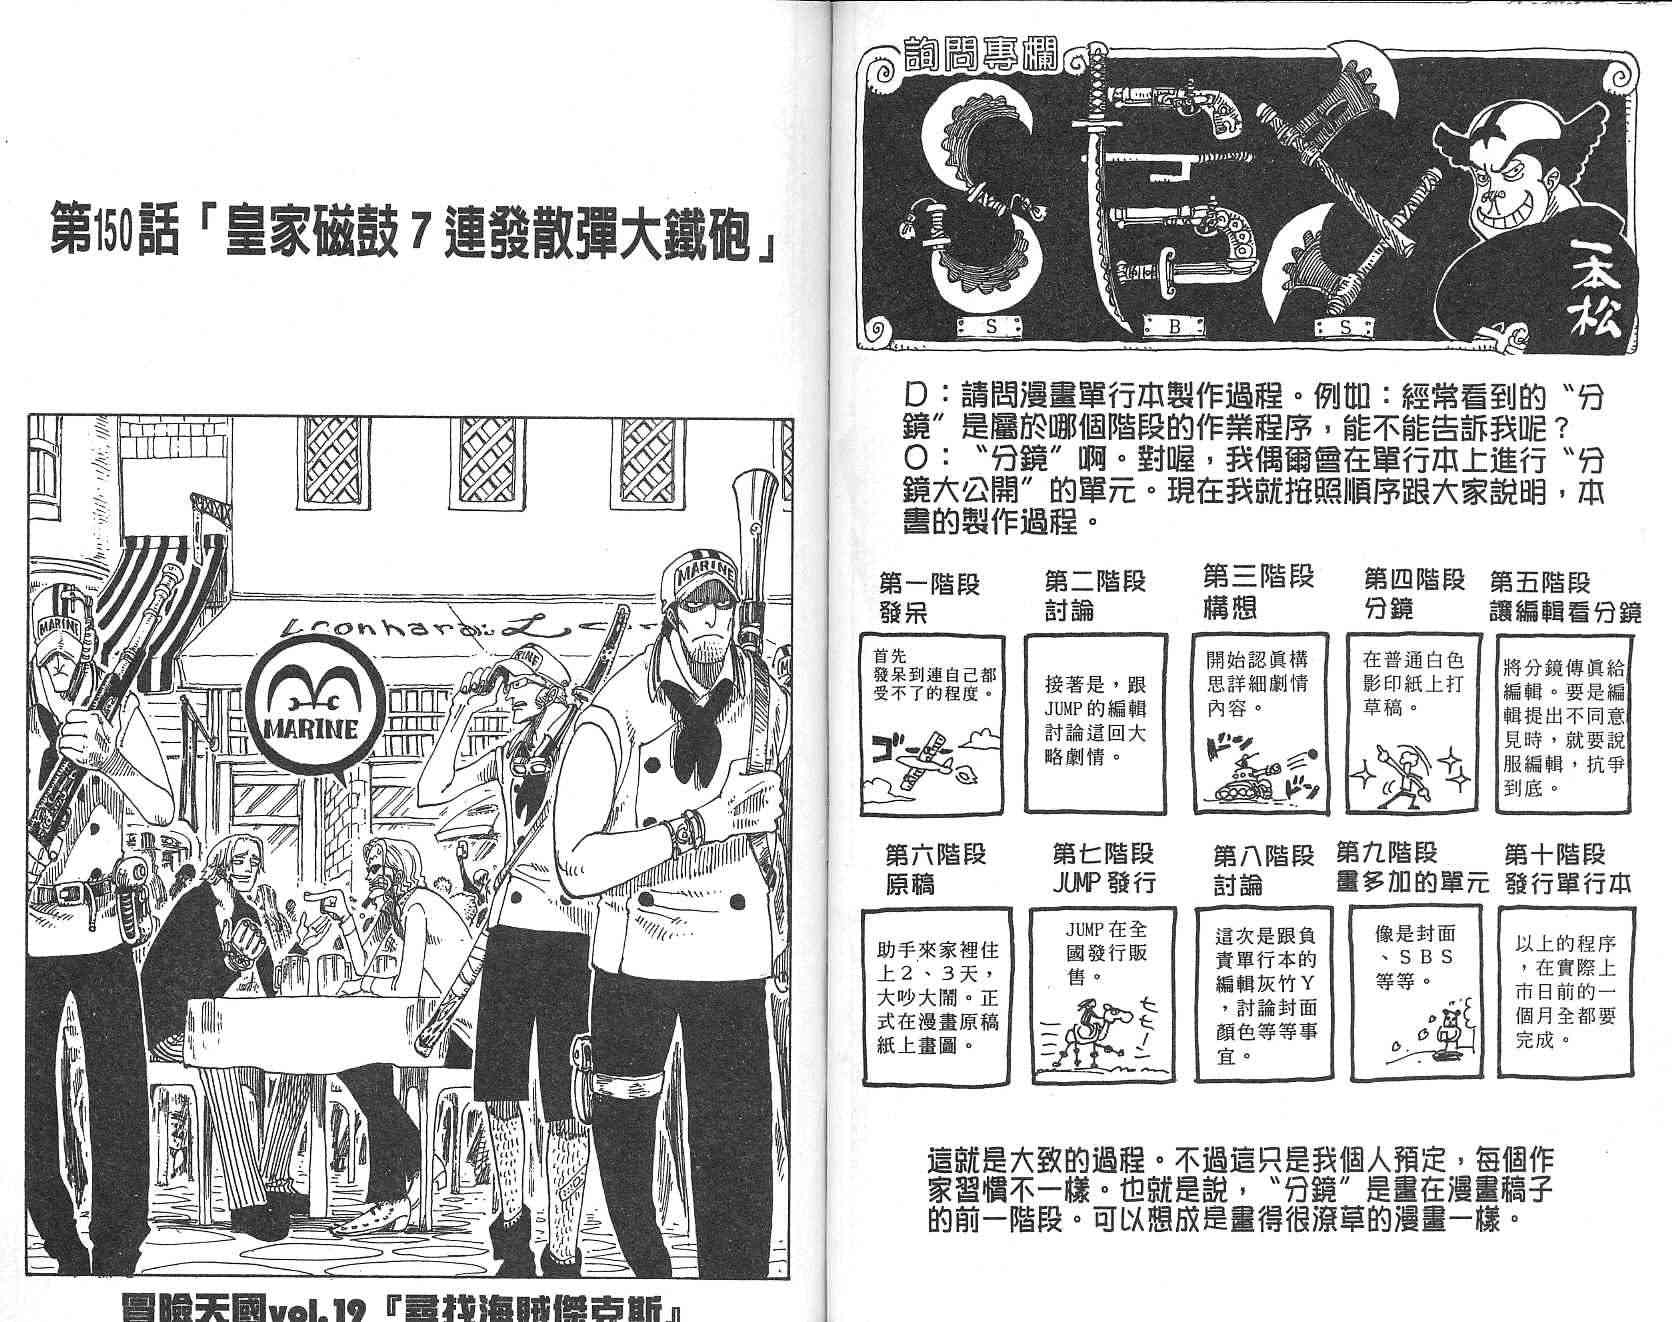 詢問專欄
S
B
S
一本松
D：請問漫畫單行本製作過程。例如：經常看到的〝分
鏡〞是屬於哪個階段的作業程序，能不能告訴我呢？
O：〝分鏡〞啊。對喔，我偶爾會在單行本上進行〝分
鏡大公開〞的單元。現在我就按照順序跟大家說明，本
書的製作過程。
第一階段
發呆
首先
發呆到連自己都
受不了的程度。
ゴ
第二階段
討論
接著是，跟
JUMP的編輯
討論這回大
略劇情。
第三階段
構想
開始認眞構
思詳細劇情
內容。
ドン
ドン
第四階段
分鏡
在普通白色
影印紙上打
草稿。
第五階段
讓編輯看分鏡
將分鏡傳眞給
編輯。要是編
輯提出不同意
見時，就要說
服編輯，抗爭
到底。
第六階段
原稿
助手來家裡住
上２、３天，
大吵大鬧。正
式在漫畫原稿
紙上畫圖。
第七階段
JUMP發行
JUMP在全
國發行販
售。
ヒヒーン
第八階段
討論
這次是跟負
責單行本的
編輯灰竹Y
，討論封面
顏色等等事
宜。
第九階段
畫多加的單元
像是封面
、SBS
等等。
第十階段
發行單行本
以上的程序
，在實際上
市日前的一
個月全都要
完成。
這就是大致的過程。不過這只是我個人預定，每個作
家習慣不一樣。也就是說，〝分鏡〞是畫在漫畫稿子
的前一階段。可以想成是畫得很潦草的漫畫一樣。
第150話「皇家磁鼓7連發散彈大鐵砲」
MARINE
MARINE
MARINE
MARINE
冒險天國vol.12『尋找海賊傑克斯』